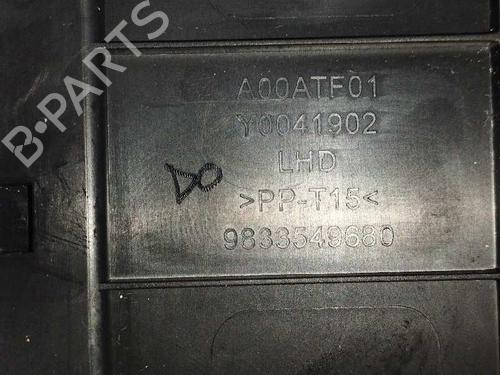 B-PARTS
A00ATF01
Y0041902
LHD
>PP-T15<
9833549680